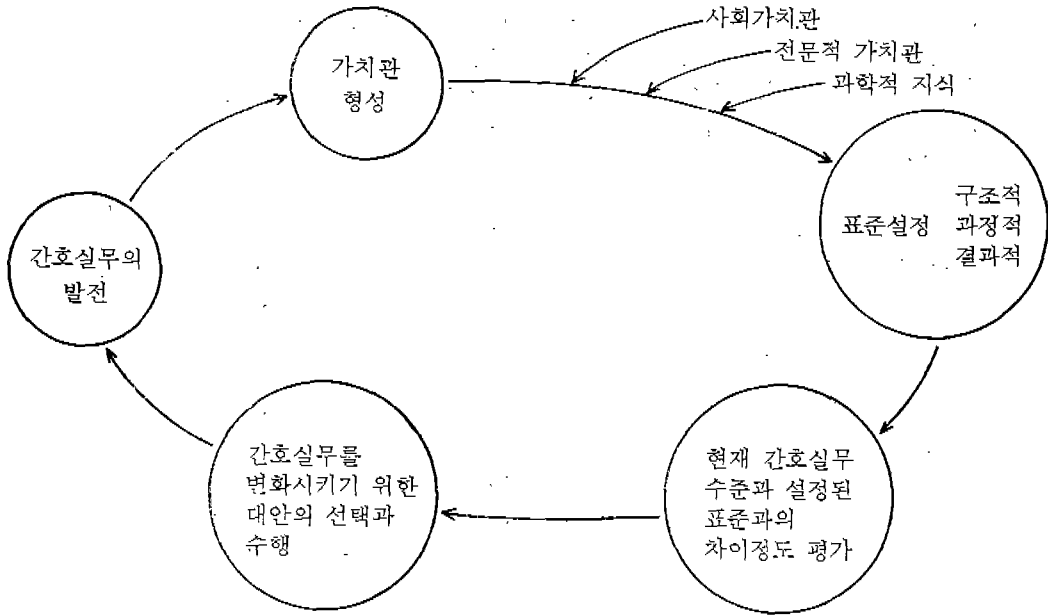 사회가치관
전문적 가치관
과학적 지식
가치관
형성
구조적
표준설정 과정적
결과적
간호실무의
발전
간호실무를
변화시키기 위한
대안의 선택과
수행
현재 간호실무
수준과 설정된
표준과의
차이정도 평가